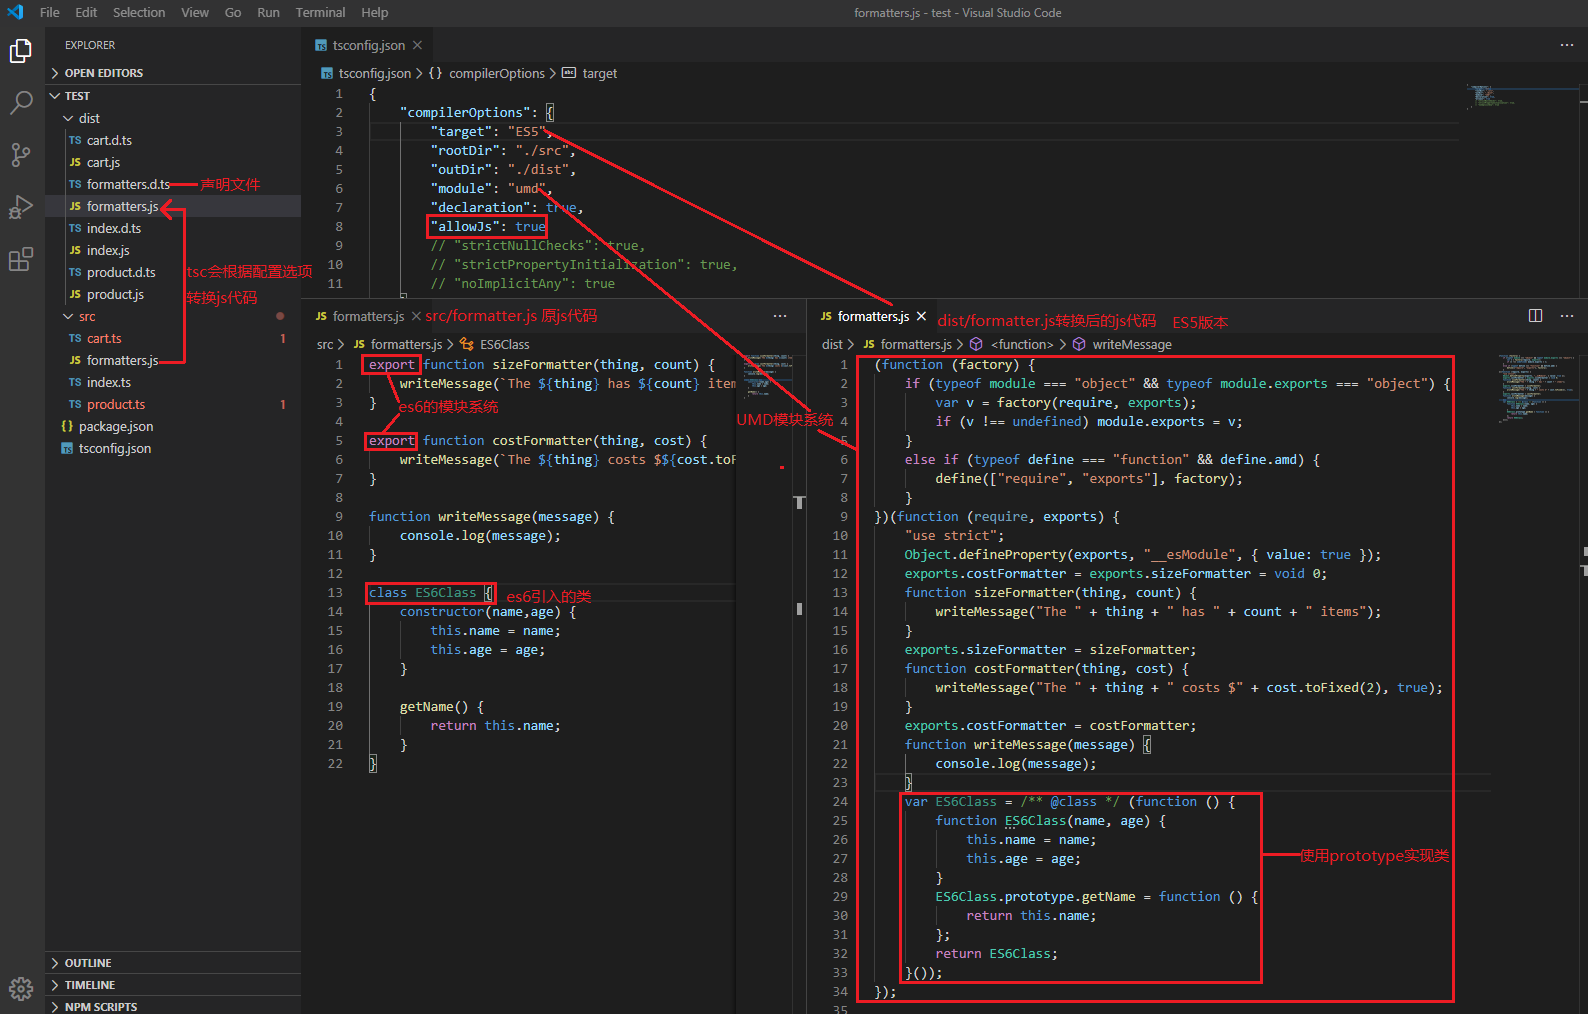 File Edit Selection View Go Run Terminal Help
formatters.js - test - Visual Studio Code
EXPLORER
OPEN EDITORS
TEST
dist
TS cart.d.ts
JS cart.js
TS formatters.d.ts 声明文件
JS formatters.js
TS index.d.ts
JS index.js
TS product.d.ts
JS product.js
tsc会根据配置选项
转换js代码
src
TS cart.ts 1
JS formatters.js
TS index.ts
TS product.ts 1
{} package.json
TS tsconfig.json
OUTLINE
TIMELINE
NPM SCRIPTS
TS tsconfig.json
TS tsconfig.json > {} compilerOptions > abc target
1 {
2 "compilerOptions": {
3 "target": "ES5",
4 "rootDir": "./src",
5 "outDir": "./dist",
6 "module": "umd",
7 "declaration": true,
8 "allowJs": true
9 // "strictNullChecks": true,
10 // "strictPropertyInitialization": true,
11 // "noImplicitAny": true
JS formatters.js src/formatter.js 原js代码
src > JS formatters.js > ES6Class
1 export function sizeFormatter(thing, count) {
2 writeMessage(`The ${thing} has ${count} item
3 }
es6的模块系统
4
5 export function costFormatter(thing, cost) {
6 writeMessage(`The ${thing} costs $${cost.toF
7 }
8
9 function writeMessage(message) {
10 console.log(message);
11 }
12
13 class ES6Class { es6引入的类
14 constructor(name,age) {
15 this.name = name;
16 this.age = age;
17 }
18
19 getName() {
20 return this.name;
21 }
22 }
UMD模块系统
JS formatters.js dist/formatter.js转换后的js代码 ES5版本
dist > JS formatters.js > <function> > writeMessage
1 (function (factory) {
2 if (typeof module === "object" && typeof module.exports === "object") {
3 var v = factory(require, exports);
4 if (v !== undefined) module.exports = v;
5 }
6 else if (typeof define === "function" && define.amd) {
7 define(["require", "exports"], factory);
8 }
9 })(function (require, exports) {
10 "use strict";
11 Object.defineProperty(exports, "__esModule", { value: true });
12 exports.costFormatter = exports.sizeFormatter = void 0;
13 function sizeFormatter(thing, count) {
14 writeMessage("The " + thing + " has " + count + " items");
15 }
16 exports.sizeFormatter = sizeFormatter;
17 function costFormatter(thing, cost) {
18 writeMessage("The " + thing + " costs $" + cost.toFixed(2), true);
19 }
20 exports.costFormatter = costFormatter;
21 function writeMessage(message) {
22 console.log(message);
23 }
24 var ES6Class = /** @class */ (function () {
25 function ES6Class(name, age) {
26 this.name = name;
27 this.age = age;
28 }
29 ES6Class.prototype.getName = function () {
30 return this.name;
31 };
32 return ES6Class;
33 }());
34 });
35
使用prototype实现类